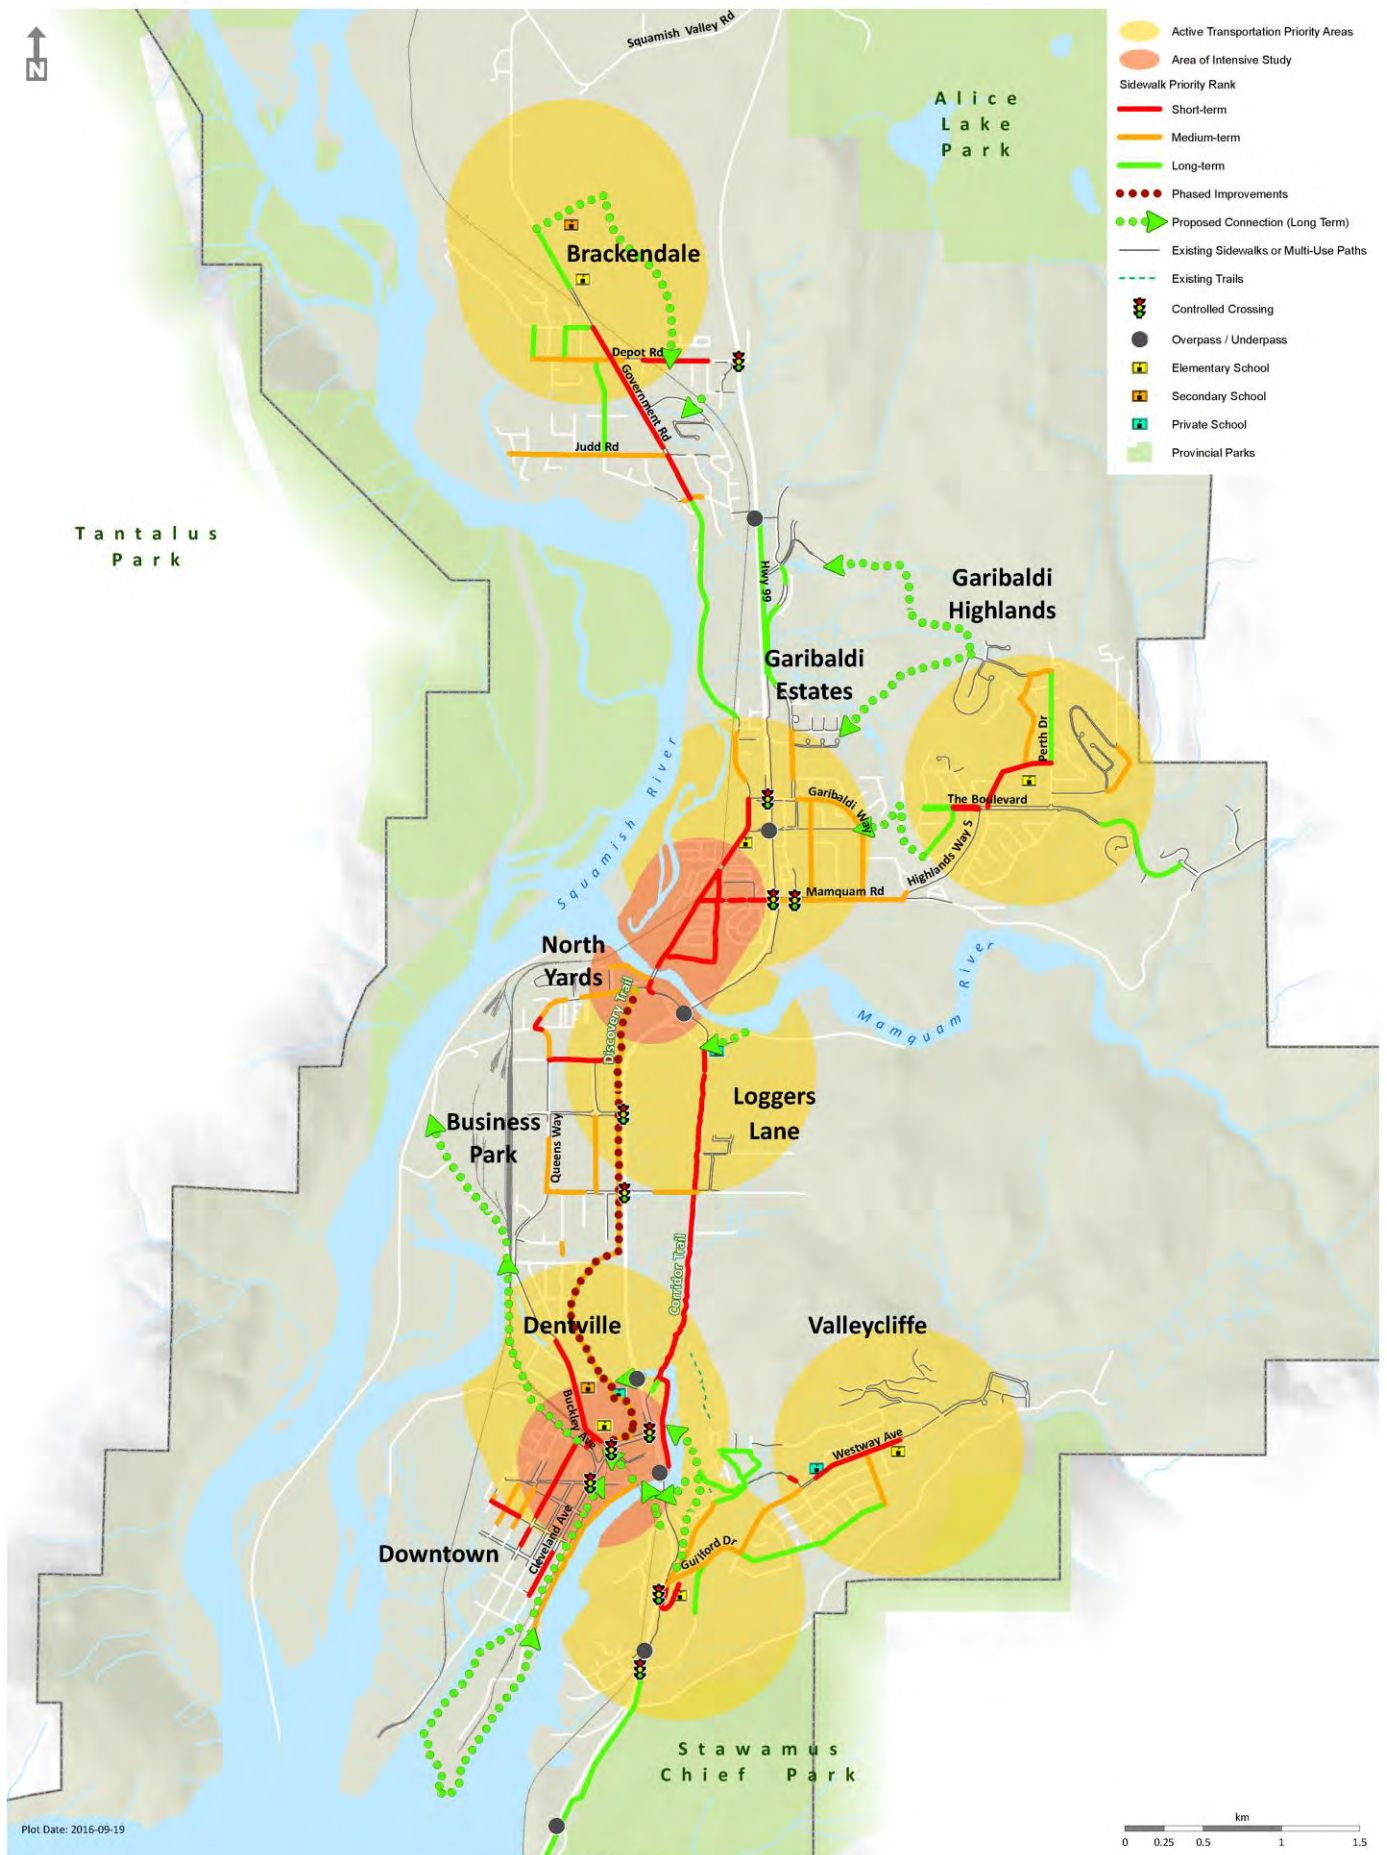 N
Squamish Valley Rd
Alice
Lake
Park
Active Transportation Priority Areas
Area of Intensive Study
Sidewalk Priority Rank
Short-term
Medium-term
Long-term
Phased Improvements
Proposed Connection (Long Term)
Existing Sidewalks or Multi-Use Paths
Existing Trails
Controlled Crossing
Overpass / Underpass
Elementary School
Secondary School
Private School
Provincial Parks
Brackendale
Depot Rd
Government Rd
Judd Rd
Tantalus
Park
Hwy 99
Garibaldi
Highlands
Garibaldi
Estates
Perth Dr
Squamish River
Garibaldi Way
The Boulevard
Highlands Way S
Mamquam Rd
North
Yards
Discovery Trail
Mamquam River
Loggers
Lane
Business
Park
Queens Way
Corridor Trail
Dentville
Valleycliffe
Buckley Ave
Westway Ave
Cleveland Ave
Downtown
Guilford Dr
Stawamus
Chief Park
Plot Date: 2016-09-19
km
0 0.25 0.5 1 1.5